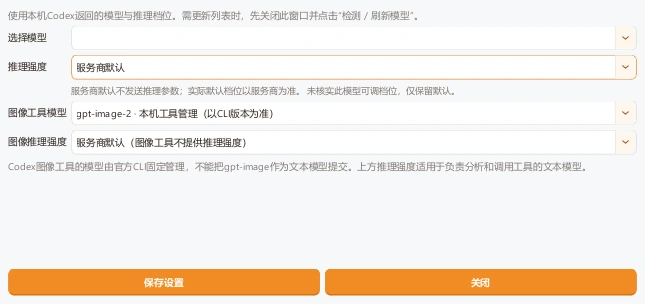 使用本机Codex返回的模型与推理档位。需更新列表时，先关闭此窗口并点击“检测 / 刷新模型”。
选择模型
推理强度 服务商默认
服务商默认不发送推理参数；实际默认档位以服务商为准。 未核实此模型可调档位，仅保留默认。
图像工具模型 gpt-image-2 · 本机工具管理（以CLI版本为准）
图像推理强度 服务商默认（图像工具不提供推理强度）
Codex图像工具的模型由官方CLI固定管理，不能把gpt-image作为文本模型提交。上方推理强度适用于负责分析和调用工具的文本模型。
保存设置 关闭